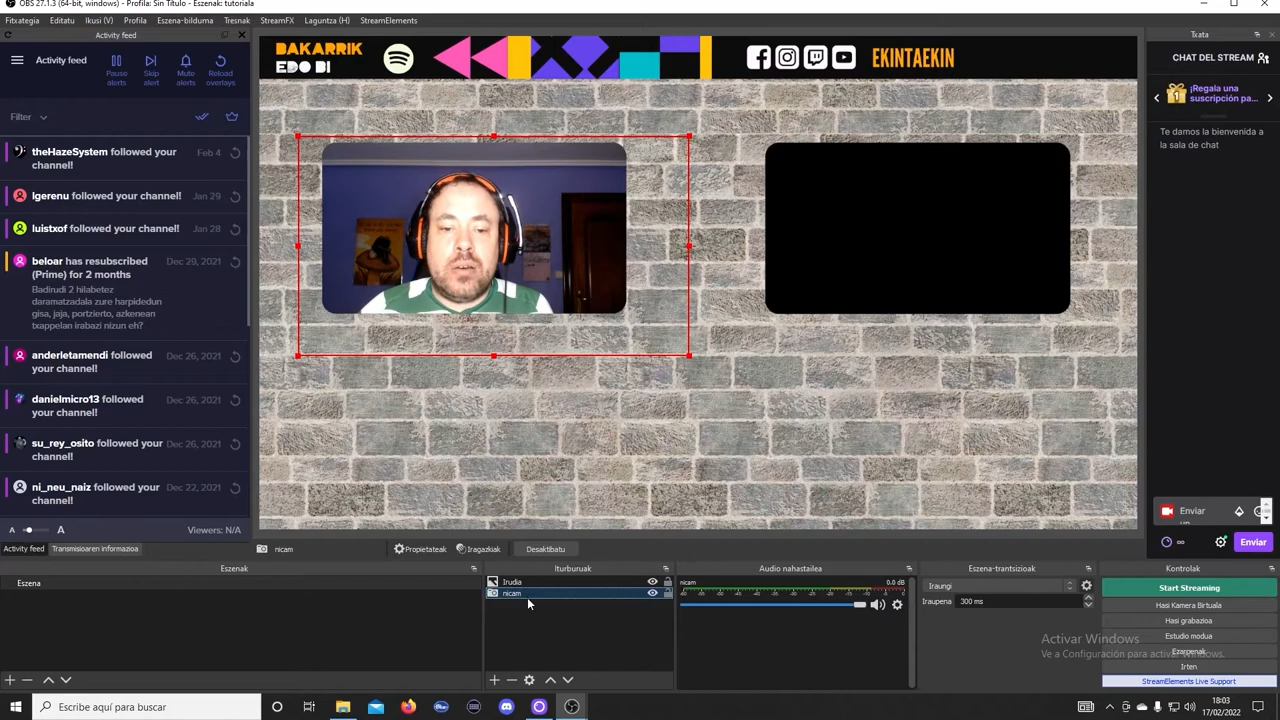 OBS 27.1.3 (64-bit, windows) - Profila: Sin Título - Eszenak: tutoriala
Fitxategia Editatu Ikusi (V) Profila Eszena-bilduma Tresnak StreamFX Laguntza (H) StreamElements
Activity feed
Activity feed
Pause alerts
Skip alert
Mute alerts
Reload overlays
Filter
theHazeSystem followed your Feb 4
channel!
lgerenu followed your channel! Jan 29
luistxxi followed your channel! Jan 28
beloar has resubscribed Dec 29, 2021
(Prime) for 2 months
Badirudi 2 hilabetez
daramatzadala zure harpidedun
gisa, jaja, portzierto, azkenean
txappelan irabazi nizun eh?
anderletamendi followed Dec 26, 2021
your channel!
danielmicro13 followed Dec 26, 2021
your channel!
su_rey_osito followed your Dec 26, 2021
channel!
ni_neu_naiz followed your Dec 22, 2021
channel!
A A Viewers: N/A
Activity feed Transmisioaren informazioa
BAKARRIK
EDO BI
EKINTAEKIN
Txata
CHAT DEL STREAM
¡Regala una
suscripción pa...
1
Te damos la bienvenida a
la sala de chat
Enviar
Enviar
nicam Propietateak Iragazkiak Desaktibatu
Eszenak
Eszena
Iturburuak
Irudia
nicam
Audio nahastailea
nicam 0.0 dB
Eszena-trantsizioak
Iraungi
Iraupena 300 ms
Kontrolak
Start Streaming
Hasi Kamera Birtuala
Hasi grabazioa
Estudio modua
Ezarpenak
Irten
StreamElements Live Support
Activar Windows
Ve a Configuración para activar Windows.
Escribe aquí para buscar
18:03
17/02/2022